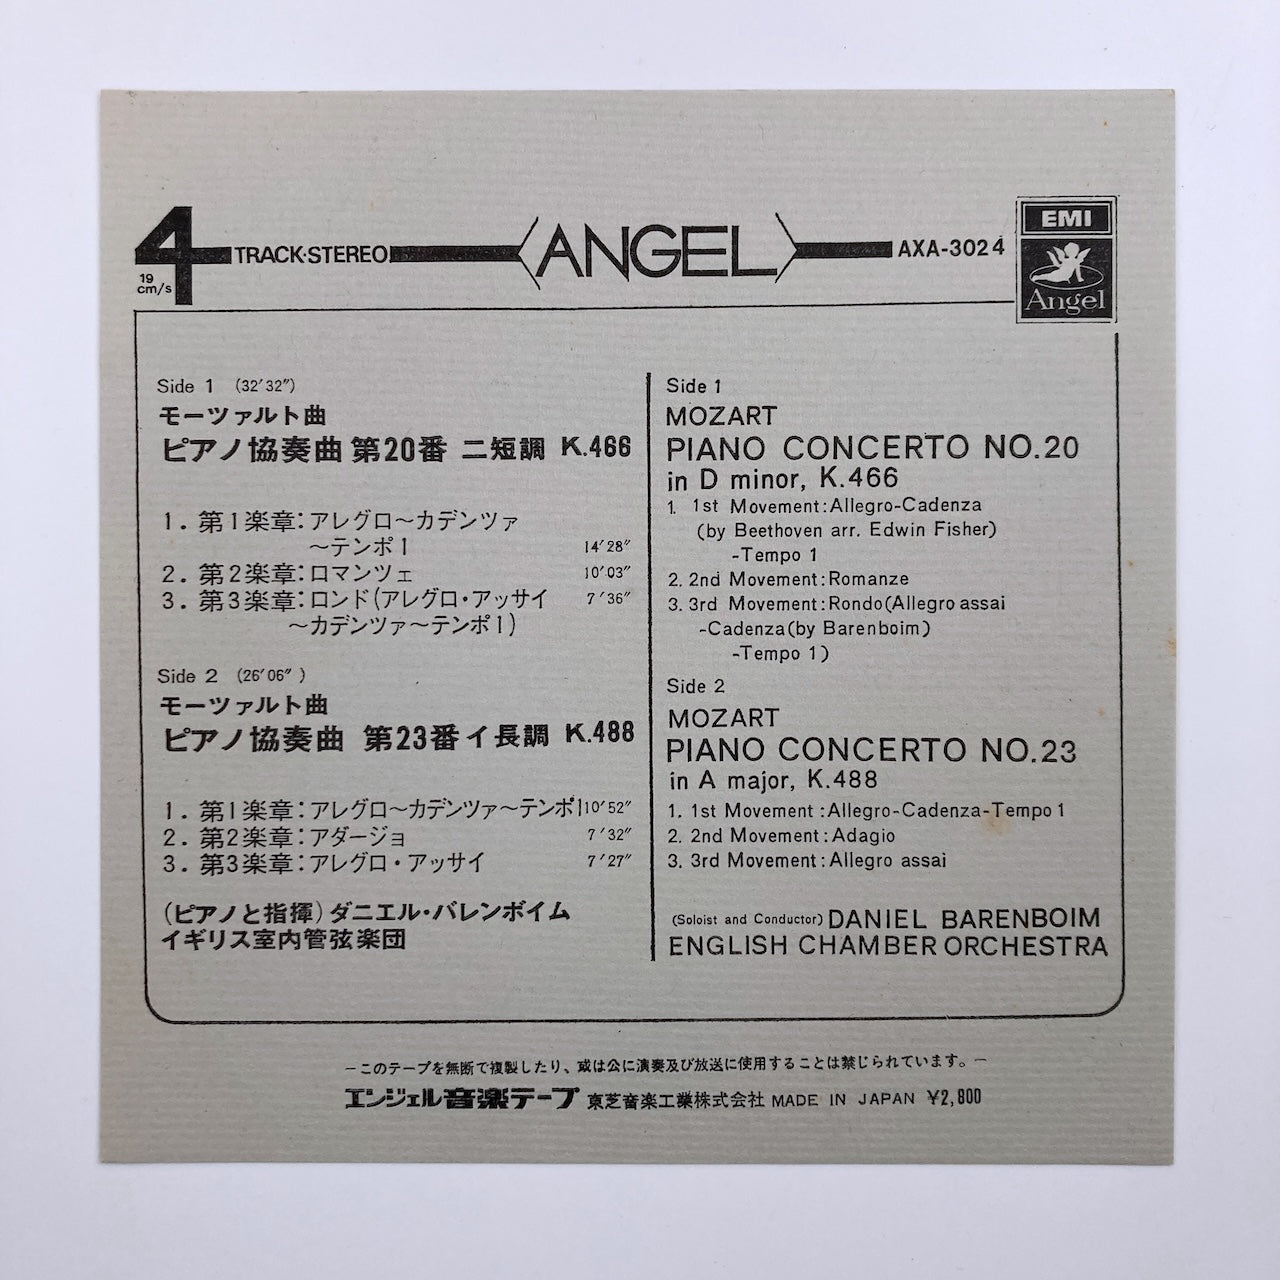 4 TRACK·STEREO 〈ANGEL〉 AXA-3024
19
cm/s
EMI
Angel
Side 1 (32′32″)
モーツァルト曲
ピアノ協奏曲 第20番 ニ短調 K.466
1. 第1楽章:アレグロ〜カデンツァ
〜テンポ1 14′28″
2. 第2楽章:ロマンツェ 10′03″
3. 第3楽章:ロンド(アレグロ・アッサイ 7′36″
〜カデンツァ〜テンポ1)
Side 2 (26′06″)
モーツァルト曲
ピアノ協奏曲 第23番イ長調 K.488
1. 第1楽章:アレグロ〜カデンツァ〜テンポ1 10′52″
2. 第2楽章:アダージョ 7′32″
3. 第3楽章:アレグロ・アッサイ 7′27″
(ピアノと指揮)ダニエル・バレンボイム
イギリス室内管弦楽団
Side 1
MOZART
PIANO CONCERTO NO.20
in D minor, K.466
1. 1st Movement:Allegro-Cadenza
(by Beethoven arr. Edwin Fisher)
-Tempo 1
2. 2nd Movement:Romanze
3. 3rd Movement:Rondo(Allegro assai
-Cadenza(by Barenboim)
-Tempo 1)
Side 2
MOZART
PIANO CONCERTO NO.23
in A major, K.488
1. 1st Movement:Allegro-Cadenza-Tempo 1
2. 2nd Movement:Adagio
3. 3rd Movement:Allegro assai
(Soloist and Conductor) DANIEL BARENBOIM
ENGLISH CHAMBER ORCHESTRA
−このテープを無断で複製したり、或は公に演奏及び放送に使用することは禁じられています。−
エンジェル音楽テープ 東芝音楽工業株式会社 MADE IN JAPAN ¥2,800